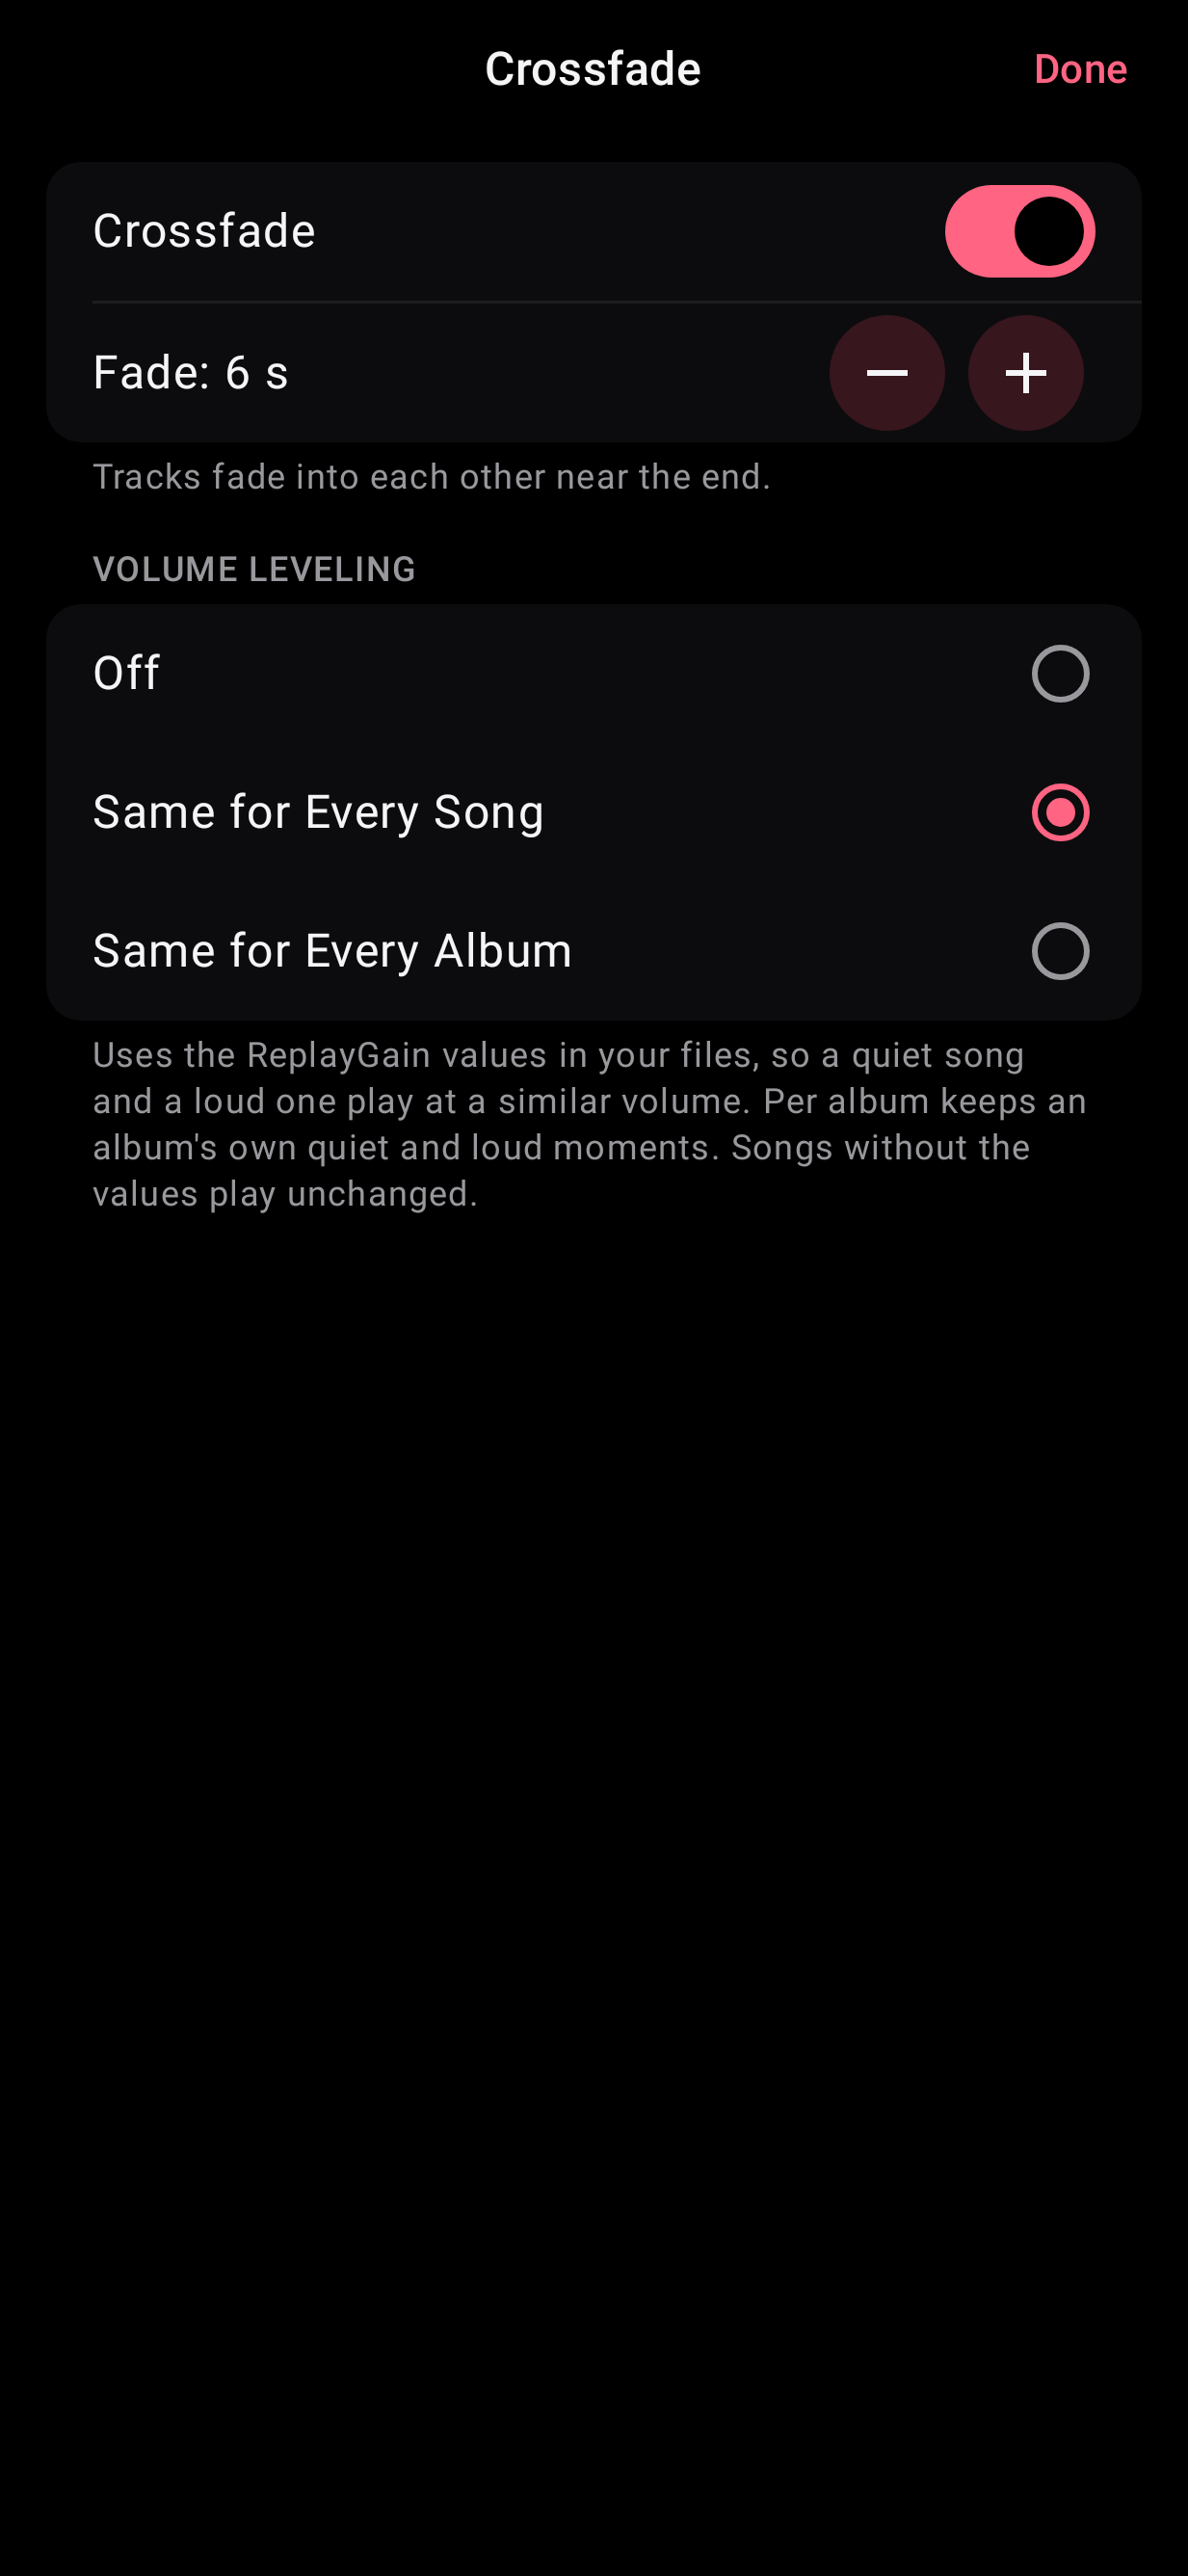 Crossfade
Done
Crossfade
Fade: 6 s
Tracks fade into each other near the end.
VOLUME LEVELING
Off
Same for Every Song
Same for Every Album
Uses the ReplayGain values in your files, so a quiet song
and a loud one play at a similar volume. Per album keeps an
album's own quiet and loud moments. Songs without the
values play unchanged.